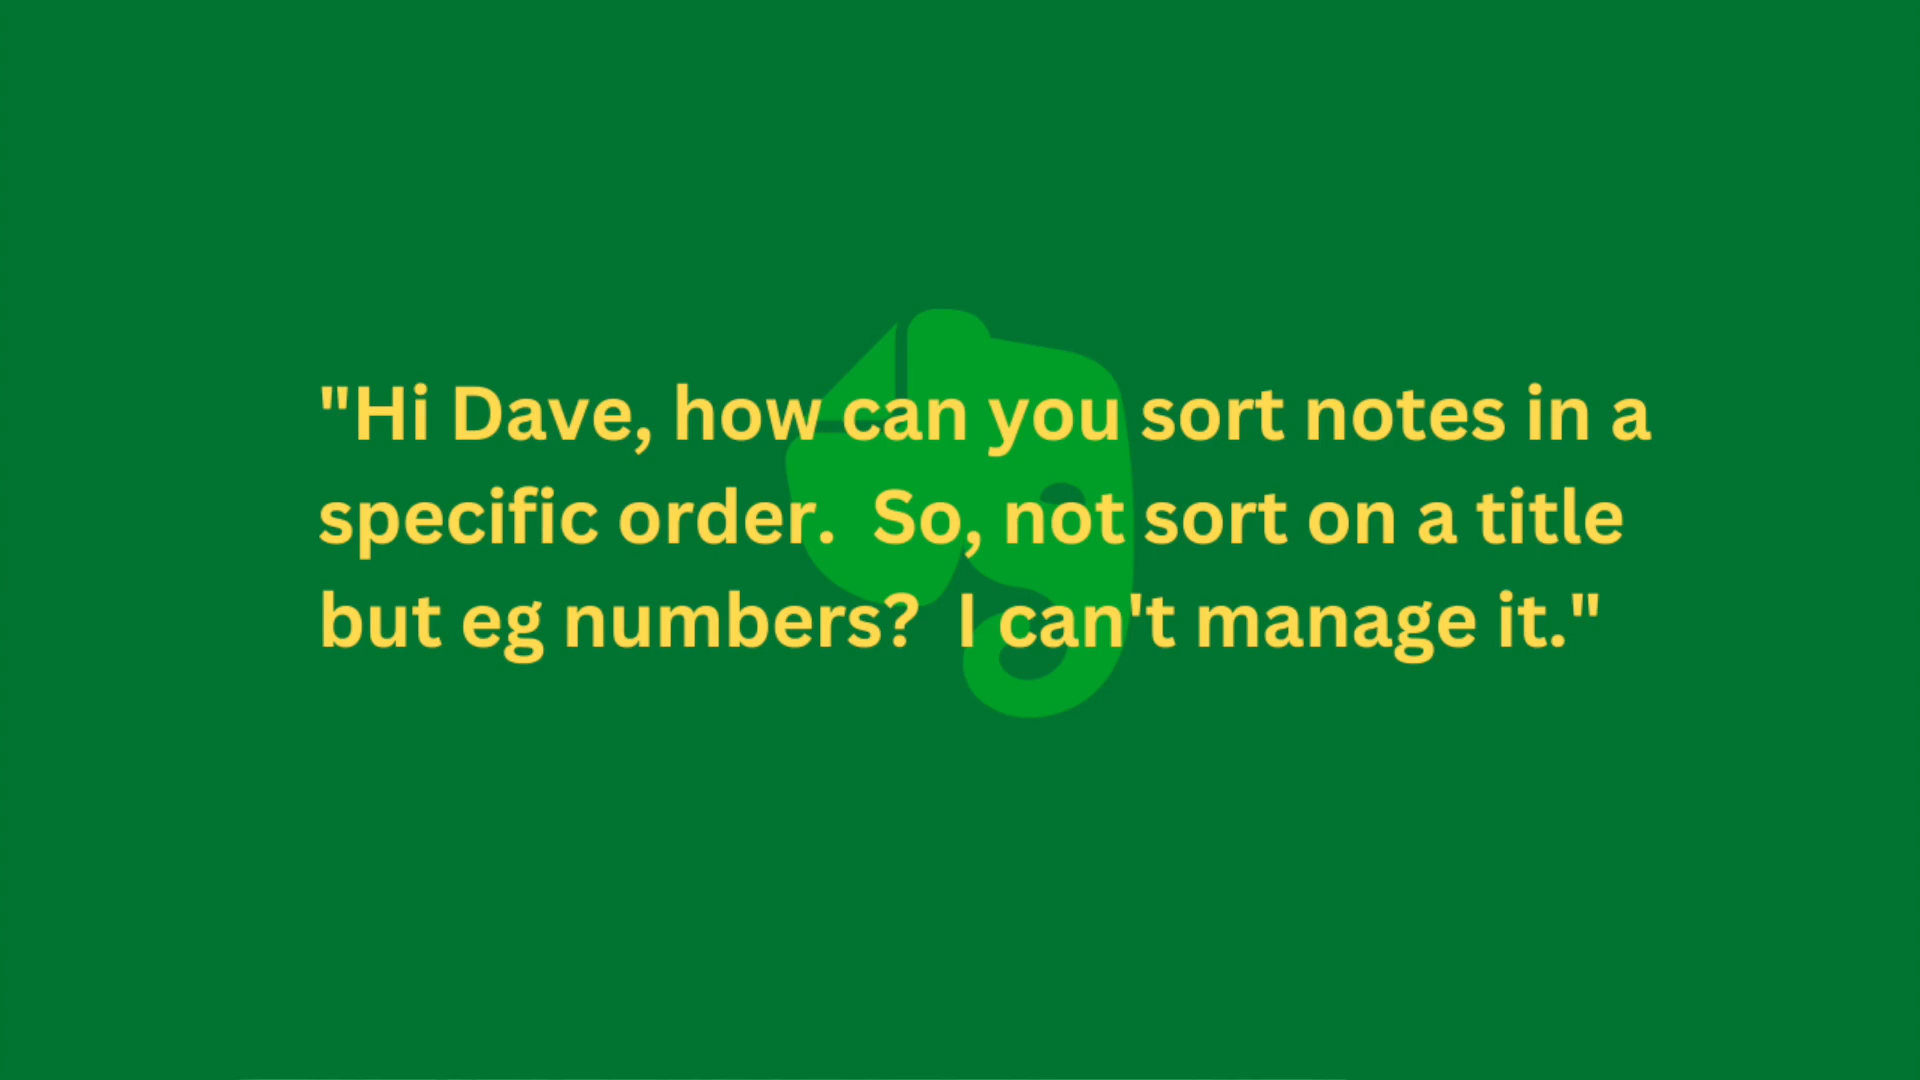 "Hi Dave, how can you sort notes in a
specific order.  So, not sort on a title
but eg numbers?  I can't manage it."